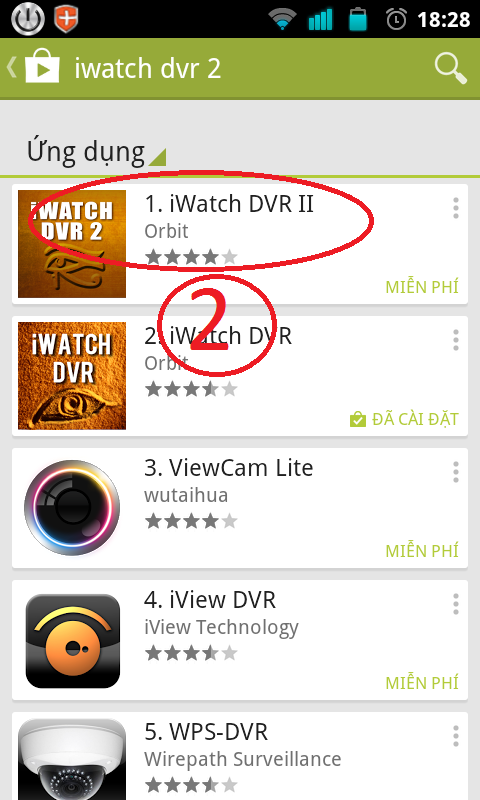 18:28
iwatch dvr 2
Ứng dụng
iWATCH
DVR 2
1. iWatch DVR II
Orbit
MIỄN PHÍ
2
iWATCH
DVR
2. iWatch DVR
Orbit
ĐÃ CÀI ĐẶT
3. ViewCam Lite
wutaihua
MIỄN PHÍ
4. iView DVR
iView Technology
MIỄN PHÍ
5. WPS-DVR
Wirepath Surveillance